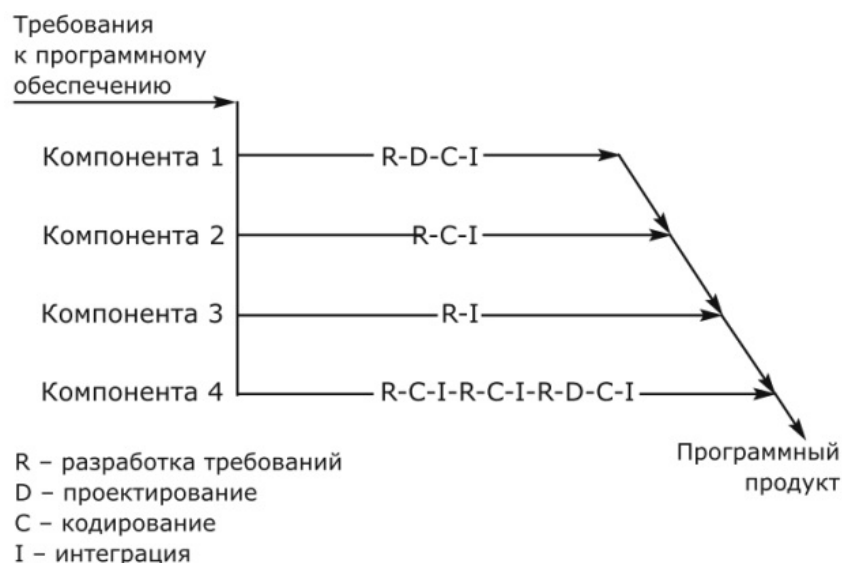 Требования
к программному
обеспечению
Компонента 1
R-D-C-I
Компонента 2
R-C-I
Компонента 3
R-I
Компонента 4
R-C-I-R-C-I-R-D-C-I
Программный
продукт
R – разработка требований
D – проектирование
C – кодирование
I – интеграция